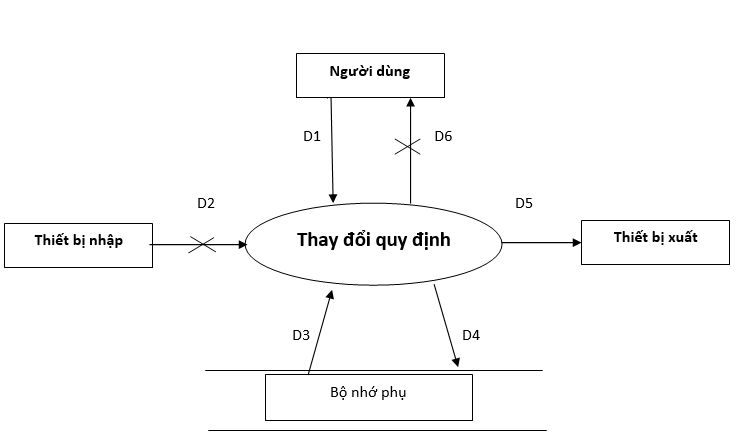 Người dùng
D1
D6
D2
D5
Thiết bị nhập
Thay đổi quy định
Thiết bị xuất
D3
D4
Bộ nhớ phụ